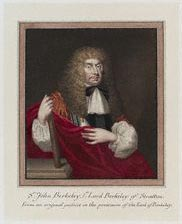 Sr. John Berkeley, 1st Lord Berkeley of Stratton.
from an original picture in the possession of the Earl of Berkeley.